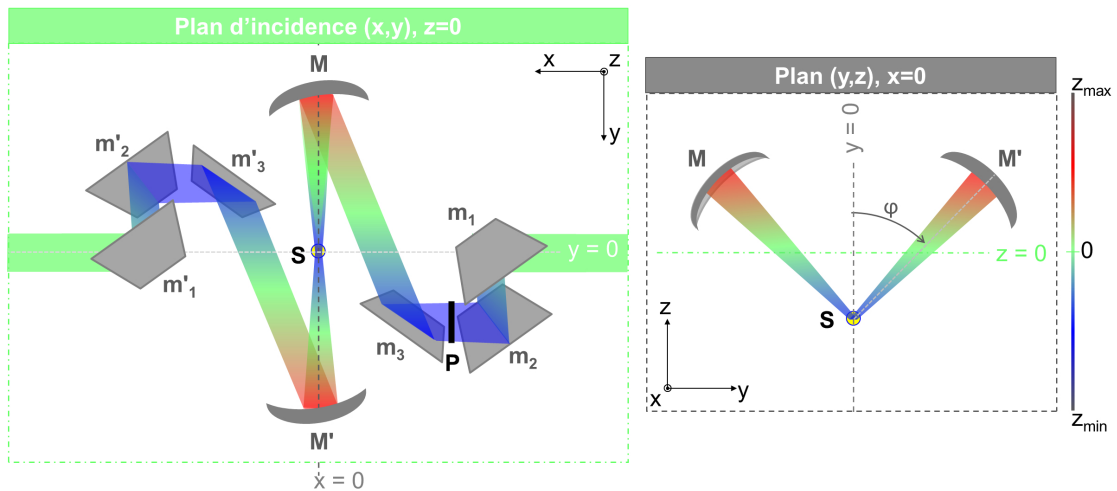 Plan d'incidence (x,y), z=0
M
x
z
y
m'2
m'3
m1
S
y = 0
m'1
m3
P
m2
M'
x = 0
Plan (y,z), x=0
zmax
y = 0
M
M'
φ
0
z = 0
S
z
x
y
zmin